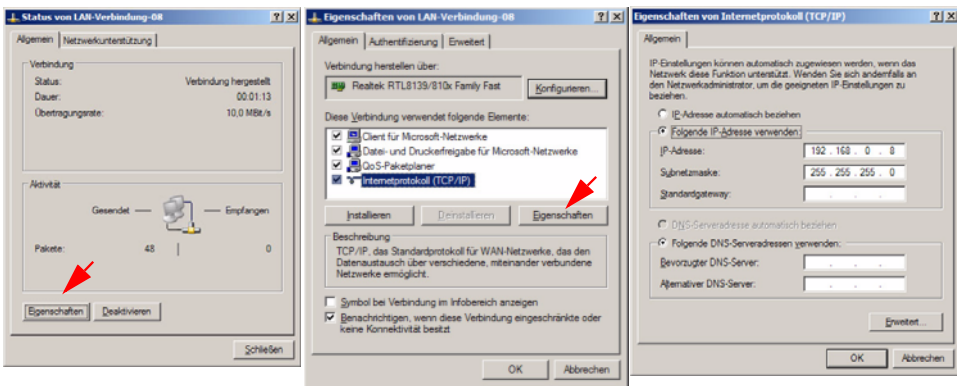 Status von LAN-Verbindung-08
Allgemein
Netzwerkunterstützung
Verbindung
Status: Verbindung hergestellt
Dauer: 00:01:13
Übertragungsrate: 10,0 MBit/s
Aktivität
Gesendet
Empfangen
Pakete: 48 0
Eigenschaften
Deaktivieren
Schließen
Eigenschaften von LAN-Verbindung-08
Allgemein
Authentifizierung
Erweitert
Verbindung herstellen über:
Realtek RTL8139/810x Family Fast
Konfigurieren...
Diese Verbindung verwendet folgende Elemente:
Client für Microsoft-Netzwerke
Datei- und Druckerfreigabe für Microsoft-Netzwerke
QoS-Paketplaner
Internetprotokoll (TCP/IP)
Installieren
Deinstallieren
Eigenschaften
Beschreibung
TCP/IP, das Standardprotokoll für WAN-Netzwerke, das den
Datenaustausch über verschiedene, miteinander verbundene
Netzwerke ermöglicht.
Symbol bei Verbindung im Infobereich anzeigen
Benachrichtigen, wenn diese Verbindung eingeschränkte oder
keine Konnektivität besitzt
OK
Abbrechen
Eigenschaften von Internetprotokoll (TCP/IP)
Allgemein
IP-Einstellungen können automatisch zugewiesen werden, wenn das
Netzwerk diese Funktion unterstützt. Wenden Sie sich andernfalls an
den Netzwerkadministrator, um die geeigneten IP-Einstellungen zu
beziehen.
IP-Adresse automatisch beziehen
Folgende IP-Adresse verwenden:
IP-Adresse: 192 . 168 . 0 . 8
Subnetzmaske: 255 . 255 . 255 . 0
Standardgateway: . . .
DNS-Serveradresse automatisch beziehen
Folgende DNS-Serveradressen verwenden:
Bevorzugter DNS-Server: . . .
Alternativer DNS-Server: . . .
Erweitert...
OK
Abbrechen